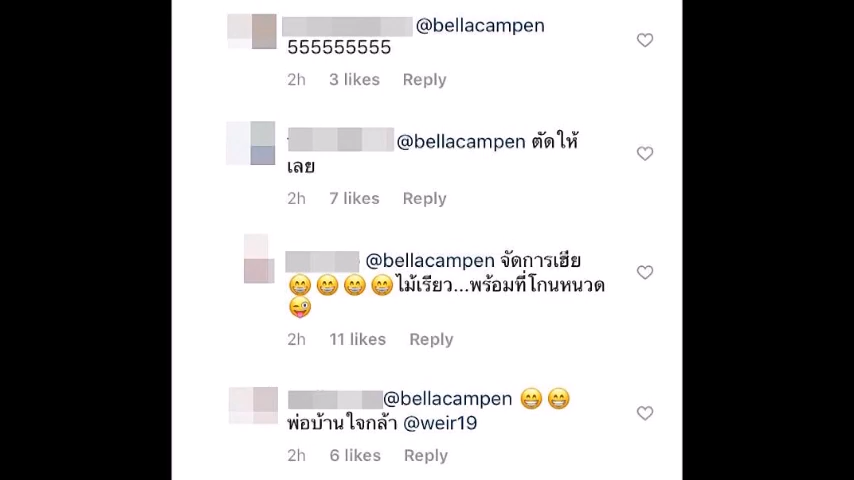 @bellacampen
555555555
2h 3 likes Reply
@bellacampen ตัดให้
เลย
2h 7 likes Reply
@bellacampen จัดการเฮีย
😁😁😁😁ไม้เรียว...พร้อมที่โกนหนวด
😜
2h 11 likes Reply
@bellacampen 😁😁
พ่อบ้านใจกล้า @weir19
2h 6 likes Reply